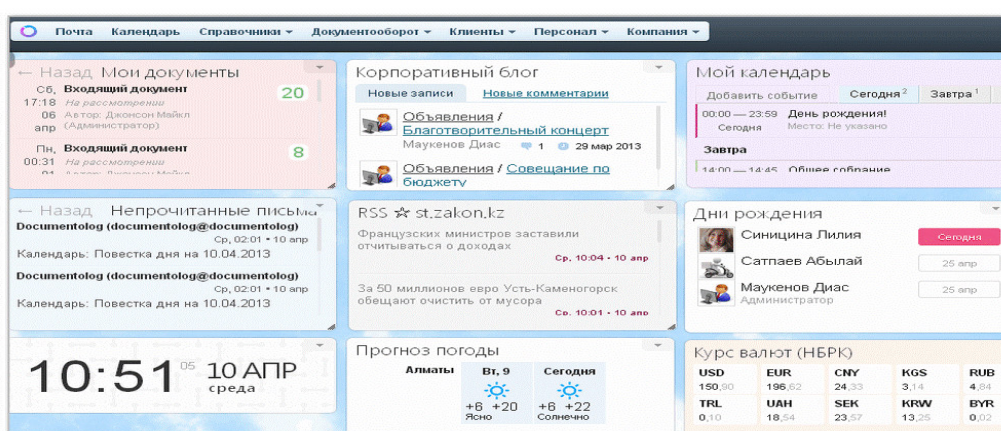 Почта Календарь Справочники Документооборот Клиенты Персонал Компания
← Назад Мои документы
Сб, Входящий документ 20
17:18 На рассмотрении
06 Автор: Джонсон Майкл
апр (Администратор)
Пн, Входящий документ 8
00:31 На рассмотрении
01 Автор: Джонсон Майкл
Корпоративный блог
Новые записи Новые комментарии
Объявления /
Благотворительный концерт
Маукенов Диас 1 29 мар 2013
Объявления / Совещание по
бюджету
Мой календарь
Добавить событие Сегодня 2 Завтра 1
00:00 — 23:59 День рождения!
Сегодня Место: Не указано
Завтра
14:00 — 14:45 Общее собрание
← Назад Непрочитанные письма
Documentolog (documentolog@documentolog)
Ср, 02:01 • 10 апр
Календарь: Повестка дня на 10.04.2013
Documentolog (documentolog@documentolog)
Ср, 02:01 • 10 апр
Календарь: Повестка дня на 10.04.2013
RSS ☆ st.zakon.kz
Французских министров заставили
отчитываться о доходах
Ср, 10:04 • 10 апр
За 50 миллионов евро Усть-Каменогорск
обещают очистить от мусора
Ср, 10:01 • 10 апр
Дни рождения
Синицина Лилия Сегодня
Сатпаев Абылай 25 апр
Маукенов Диас 25 апр
Администратор
10:51 05 10 АПР
среда
Прогноз погоды
Алматы Вт, 9 Сегодня
+6 +20 +6 +22
Ясно Солнечно
Курс валют (НБРК)
USD EUR CNY KGS RUB
150,90 196,62 24,33 3,14 4,84
TRL UAH SEK KRW BYR
0,10 18,54 23,57 13,25 0,02